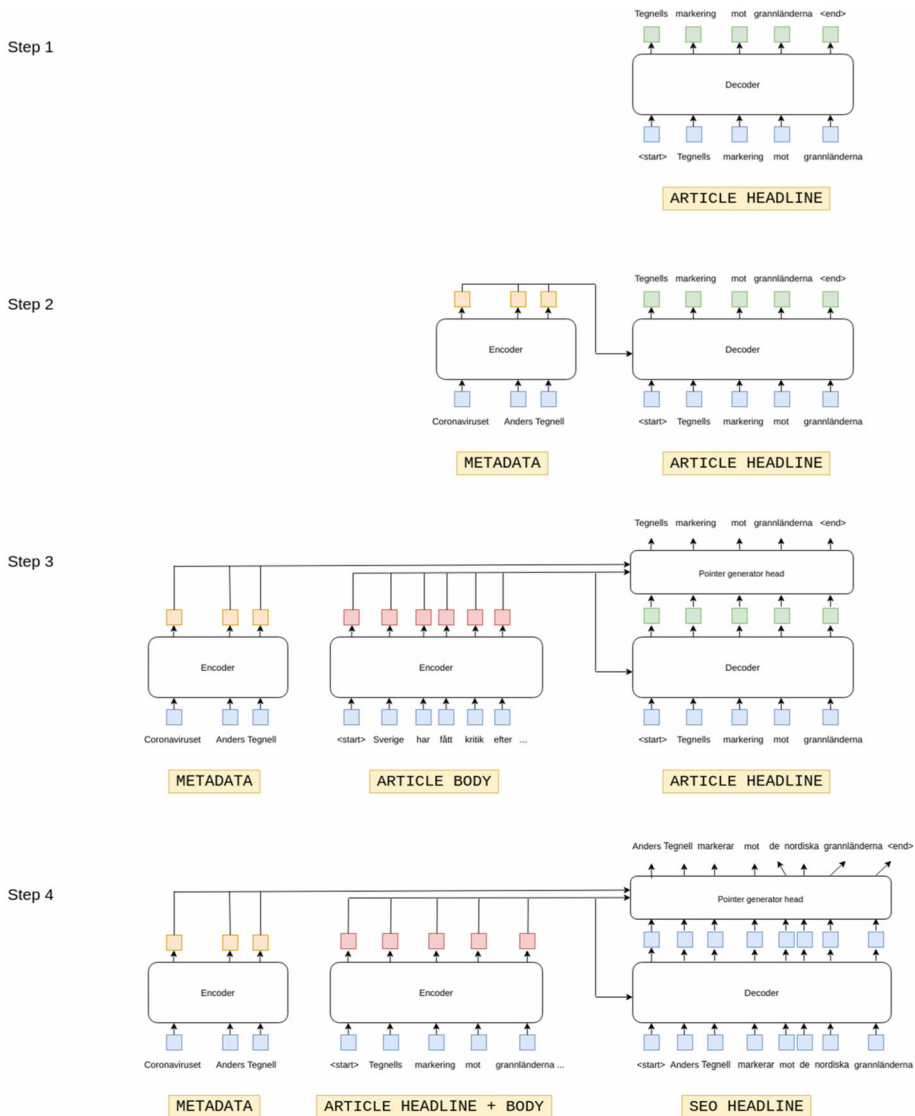 Step 1
Tegnells markering mot grannländerna <end>
Decoder
<start> Tegnells markering mot grannländerna
ARTICLE HEADLINE
Step 2
Tegnells markering mot grannländerna <end>
Encoder
Decoder
Coronaviruset Anders Tegnell
<start> Tegnells markering mot grannländerna
METADATA
ARTICLE HEADLINE
Step 3
Tegnells markering mot grannländerna <end>
Pointer generator head
Encoder
Encoder
Decoder
Coronaviruset Anders Tegnell
<start> Sverige har fått kritik efter ...
<start> Tegnells markering mot grannländerna
METADATA
ARTICLE BODY
ARTICLE HEADLINE
Step 4
Anders Tegnell markerar mot de nordiska grannländerna <end>
Pointer generator head
Encoder
Encoder
Decoder
Coronaviruset Anders Tegnell
<start> Tegnells markering mot grannländerna ...
<start> Anders Tegnell markerar mot de nordiska grannländerna
METADATA
ARTICLE HEADLINE + BODY
SEO HEADLINE